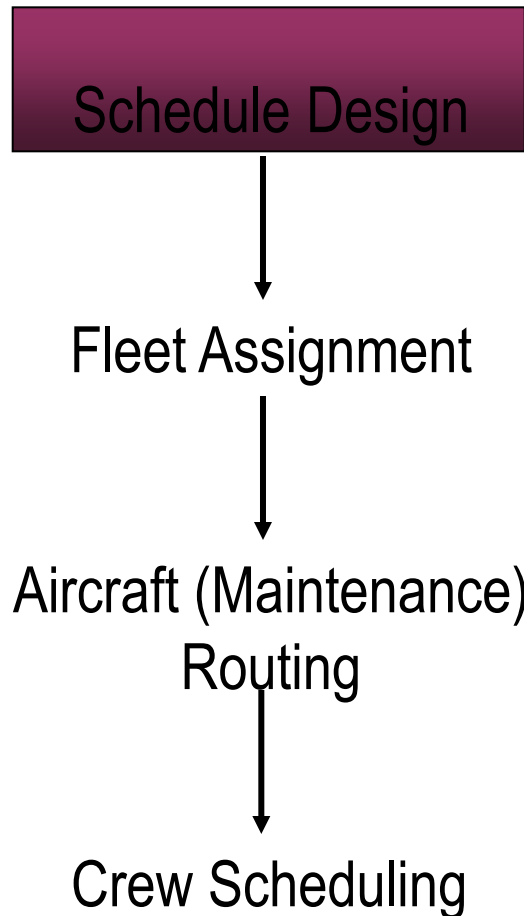 Schedule Design
Fleet Assignment
Aircraft (Maintenance)
Routing
Crew Scheduling